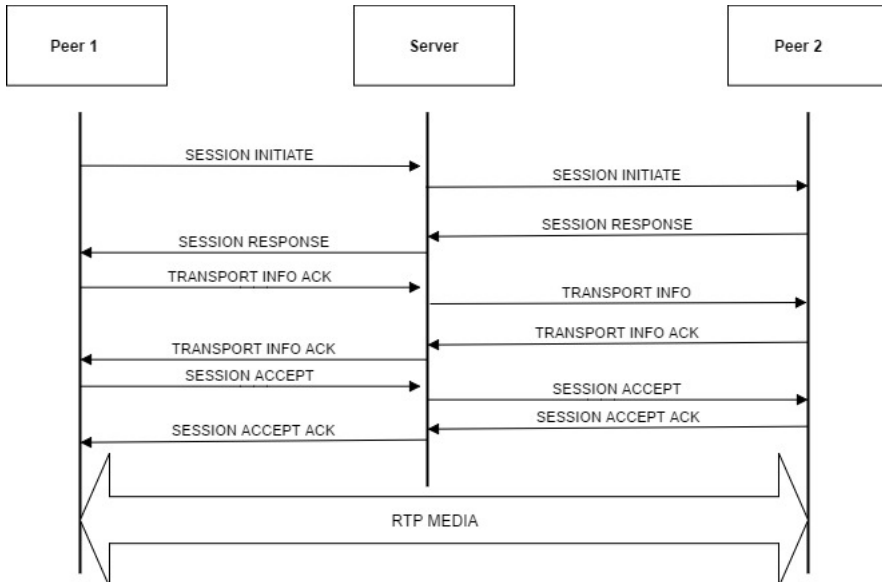 Peer 1
Server
Peer 2
SESSION INITIATE
SESSION INITIATE
SESSION RESPONSE
SESSION RESPONSE
TRANSPORT INFO ACK
TRANSPORT INFO
TRANSPORT INFO ACK
TRANSPORT INFO ACK
SESSION ACCEPT
SESSION ACCEPT
SESSION ACCEPT ACK
SESSION ACCEPT ACK
RTP MEDIA